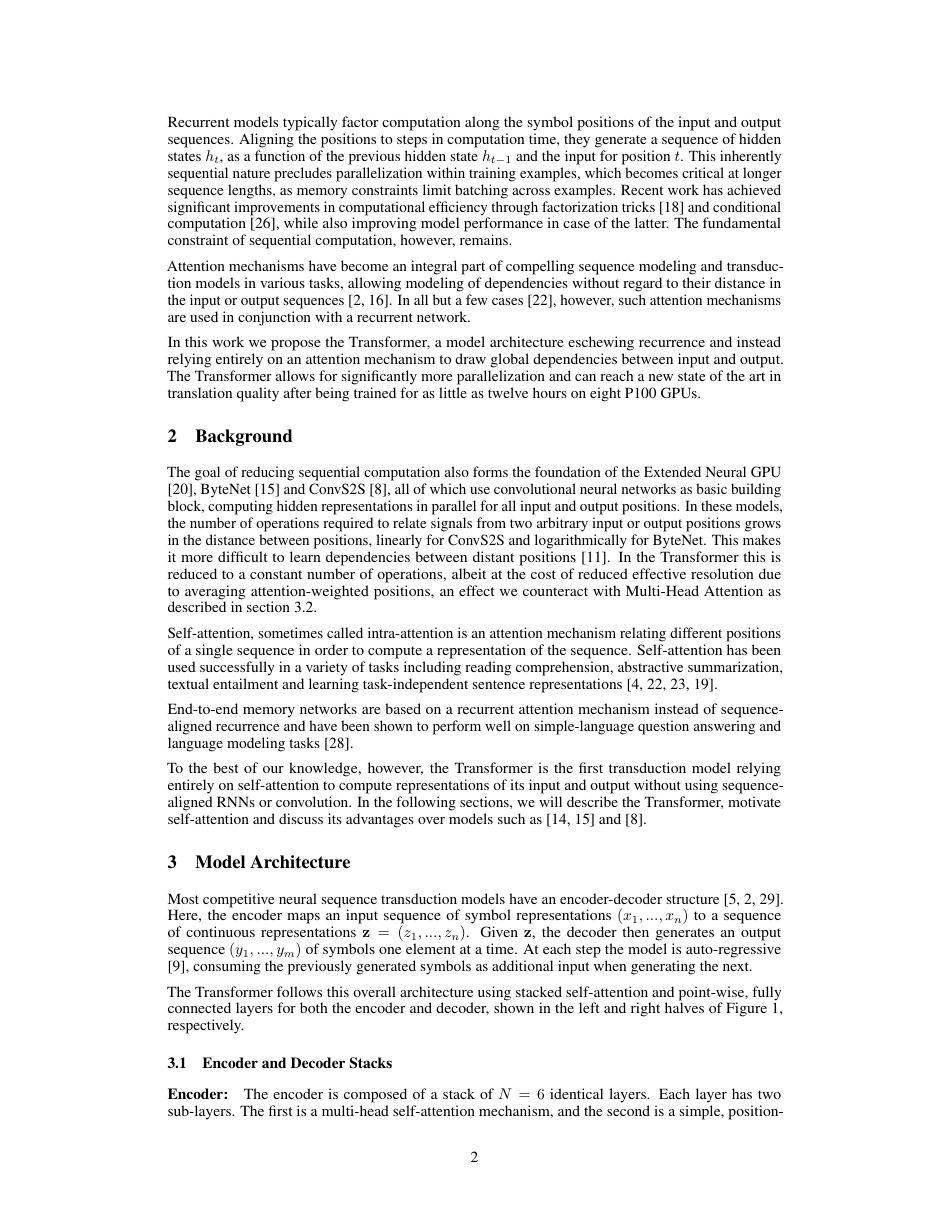 Recurrent models typically factor computation along the symbol positions of the input and output
sequences. Aligning the positions to steps in computation time, they generate a sequence of hidden
states hₜ, as a function of the previous hidden state hₜ₋₁ and the input for position t. This inherently
sequential nature precludes parallelization within training examples, which becomes critical at longer
sequence lengths, as memory constraints limit batching across examples. Recent work has achieved
significant improvements in computational efficiency through factorization tricks [18] and conditional
computation [26], while also improving model performance in case of the latter. The fundamental
constraint of sequential computation, however, remains.
Attention mechanisms have become an integral part of compelling sequence modeling and transduc-
tion models in various tasks, allowing modeling of dependencies without regard to their distance in
the input or output sequences [2, 16]. In all but a few cases [22], however, such attention mechanisms
are used in conjunction with a recurrent network.
In this work we propose the Transformer, a model architecture eschewing recurrence and instead
relying entirely on an attention mechanism to draw global dependencies between input and output.
The Transformer allows for significantly more parallelization and can reach a new state of the art in
translation quality after being trained for as little as twelve hours on eight P100 GPUs.
2 Background
The goal of reducing sequential computation also forms the foundation of the Extended Neural GPU
[20], ByteNet [15] and ConvS2S [8], all of which use convolutional neural networks as basic building
block, computing hidden representations in parallel for all input and output positions. In these models,
the number of operations required to relate signals from two arbitrary input or output positions grows
in the distance between positions, linearly for ConvS2S and logarithmically for ByteNet. This makes
it more difficult to learn dependencies between distant positions [11]. In the Transformer this is
reduced to a constant number of operations, albeit at the cost of reduced effective resolution due
to averaging attention-weighted positions, an effect we counteract with Multi-Head Attention as
described in section 3.2.
Self-attention, sometimes called intra-attention is an attention mechanism relating different positions
of a single sequence in order to compute a representation of the sequence. Self-attention has been
used successfully in a variety of tasks including reading comprehension, abstractive summarization,
textual entailment and learning task-independent sentence representations [4, 22, 23, 19].
End-to-end memory networks are based on a recurrent attention mechanism instead of sequence-
aligned recurrence and have been shown to perform well on simple-language question answering and
language modeling tasks [28].
To the best of our knowledge, however, the Transformer is the first transduction model relying
entirely on self-attention to compute representations of its input and output without using sequence-
aligned RNNs or convolution. In the following sections, we will describe the Transformer, motivate
self-attention and discuss its advantages over models such as [14, 15] and [8].
3 Model Architecture
Most competitive neural sequence transduction models have an encoder-decoder structure [5, 2, 29].
Here, the encoder maps an input sequence of symbol representations (x₁, ..., xₙ) to a sequence
of continuous representations z = (z₁, ..., zₙ). Given z, the decoder then generates an output
sequence (y₁, ..., yₘ) of symbols one element at a time. At each step the model is auto-regressive
[9], consuming the previously generated symbols as additional input when generating the next.
The Transformer follows this overall architecture using stacked self-attention and point-wise, fully
connected layers for both the encoder and decoder, shown in the left and right halves of Figure 1,
respectively.
3.1 Encoder and Decoder Stacks
Encoder: The encoder is composed of a stack of N = 6 identical layers. Each layer has two
sub-layers. The first is a multi-head self-attention mechanism, and the second is a simple, position-
2